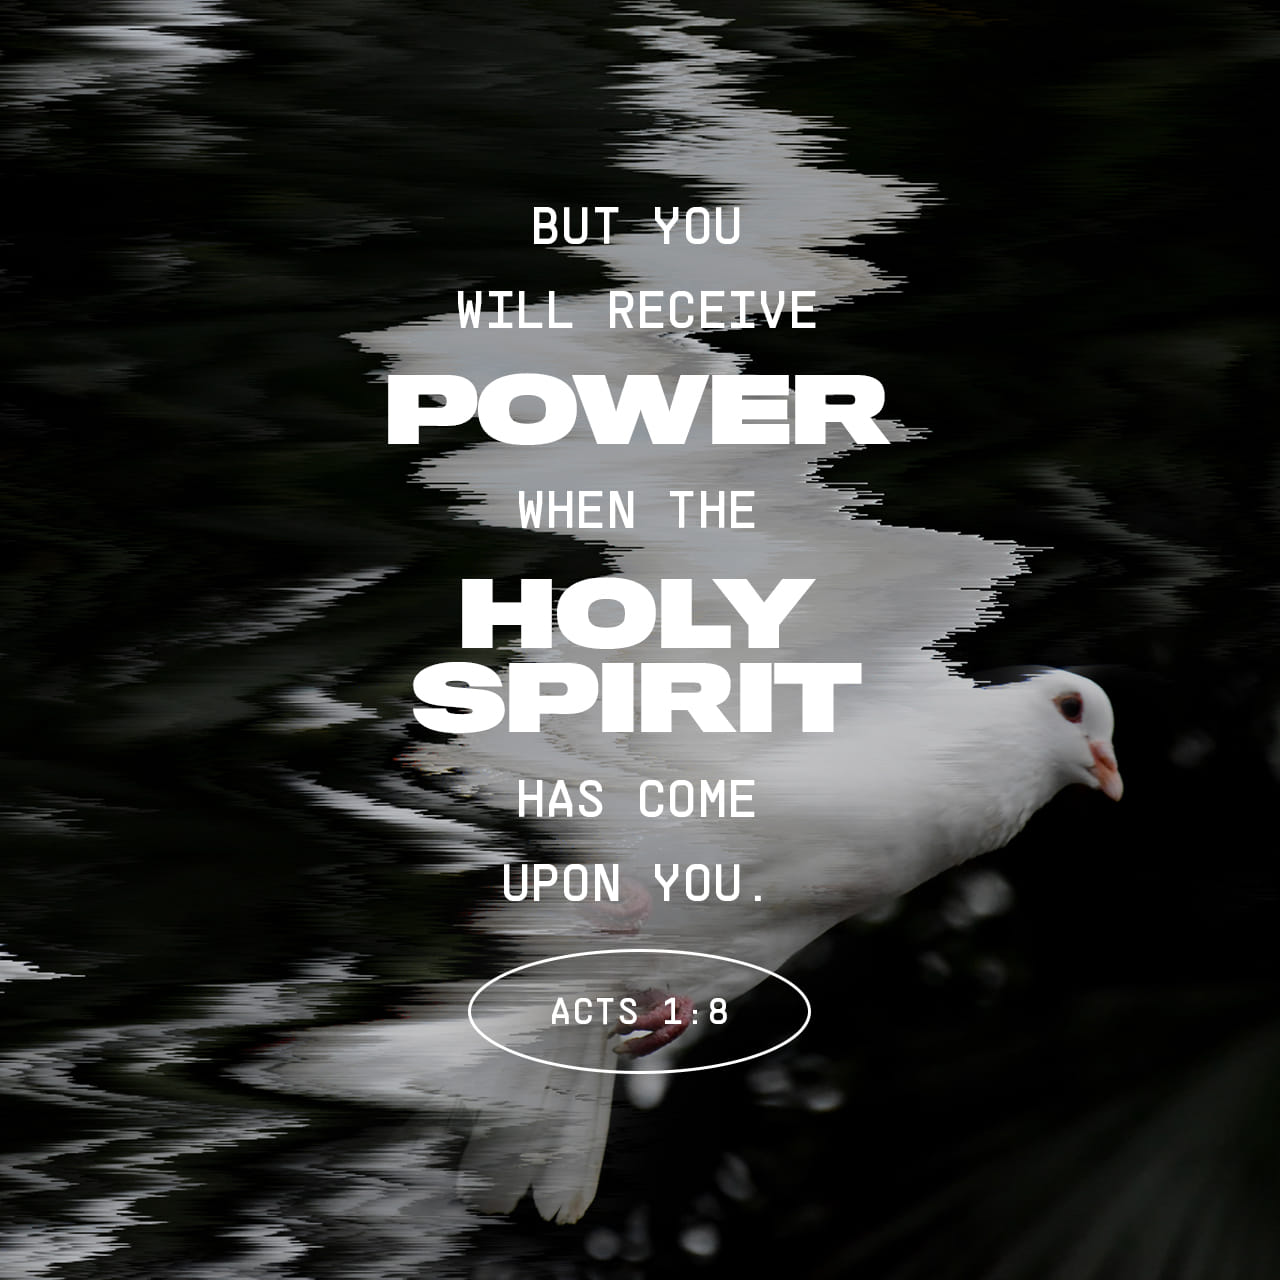 BUT YOU
WILL RECEIVE
POWER
WHEN THE
HOLY
SPIRIT
HAS COME
UPON YOU.
ACTS 1:8